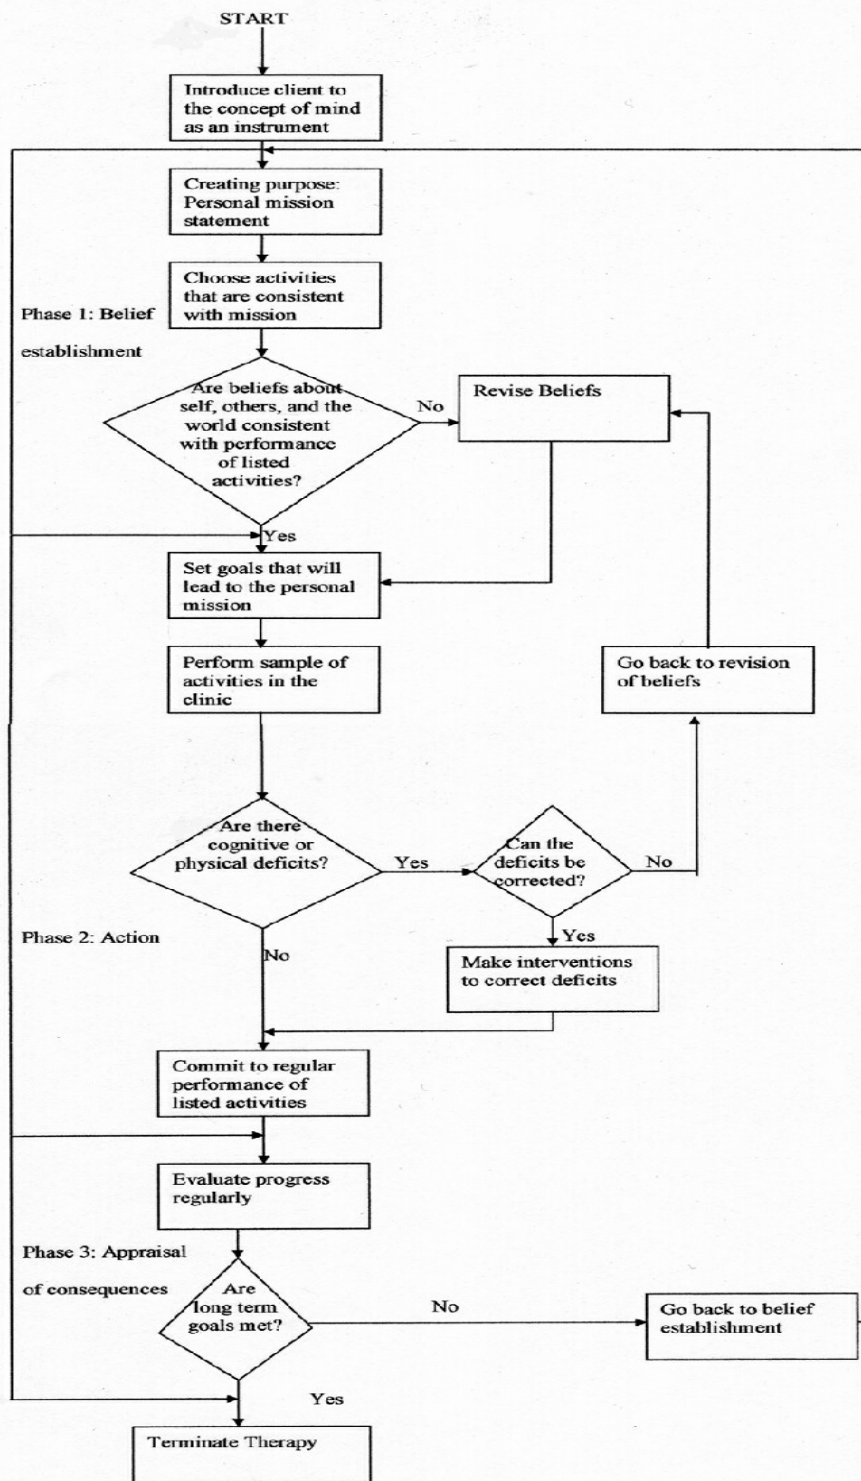 START
Introduce client to
the concept of mind
as an instrument
Creating purpose:
Personal mission
statement
Choose activities
that are consistent
with mission
Phase 1: Belief
establishment
Are beliefs about
self, others, and the
world consistent
with performance
of listed
activities?
No
Revise Beliefs
Yes
Set goals that will
lead to the personal
mission
Perform sample of
activities in the
clinic
Go back to revision
of beliefs
Are there
cognitive or
physical deficits?
Yes
Can the
deficits be
corrected?
No
Phase 2: Action
No
Yes
Make interventions
to correct deficits
Commit to regular
performance of
listed activities
Evaluate progress
regularly
Phase 3: Appraisal
of consequences
Are
long term
goals met?
No
Go back to belief
establishment
Yes
Terminate Therapy